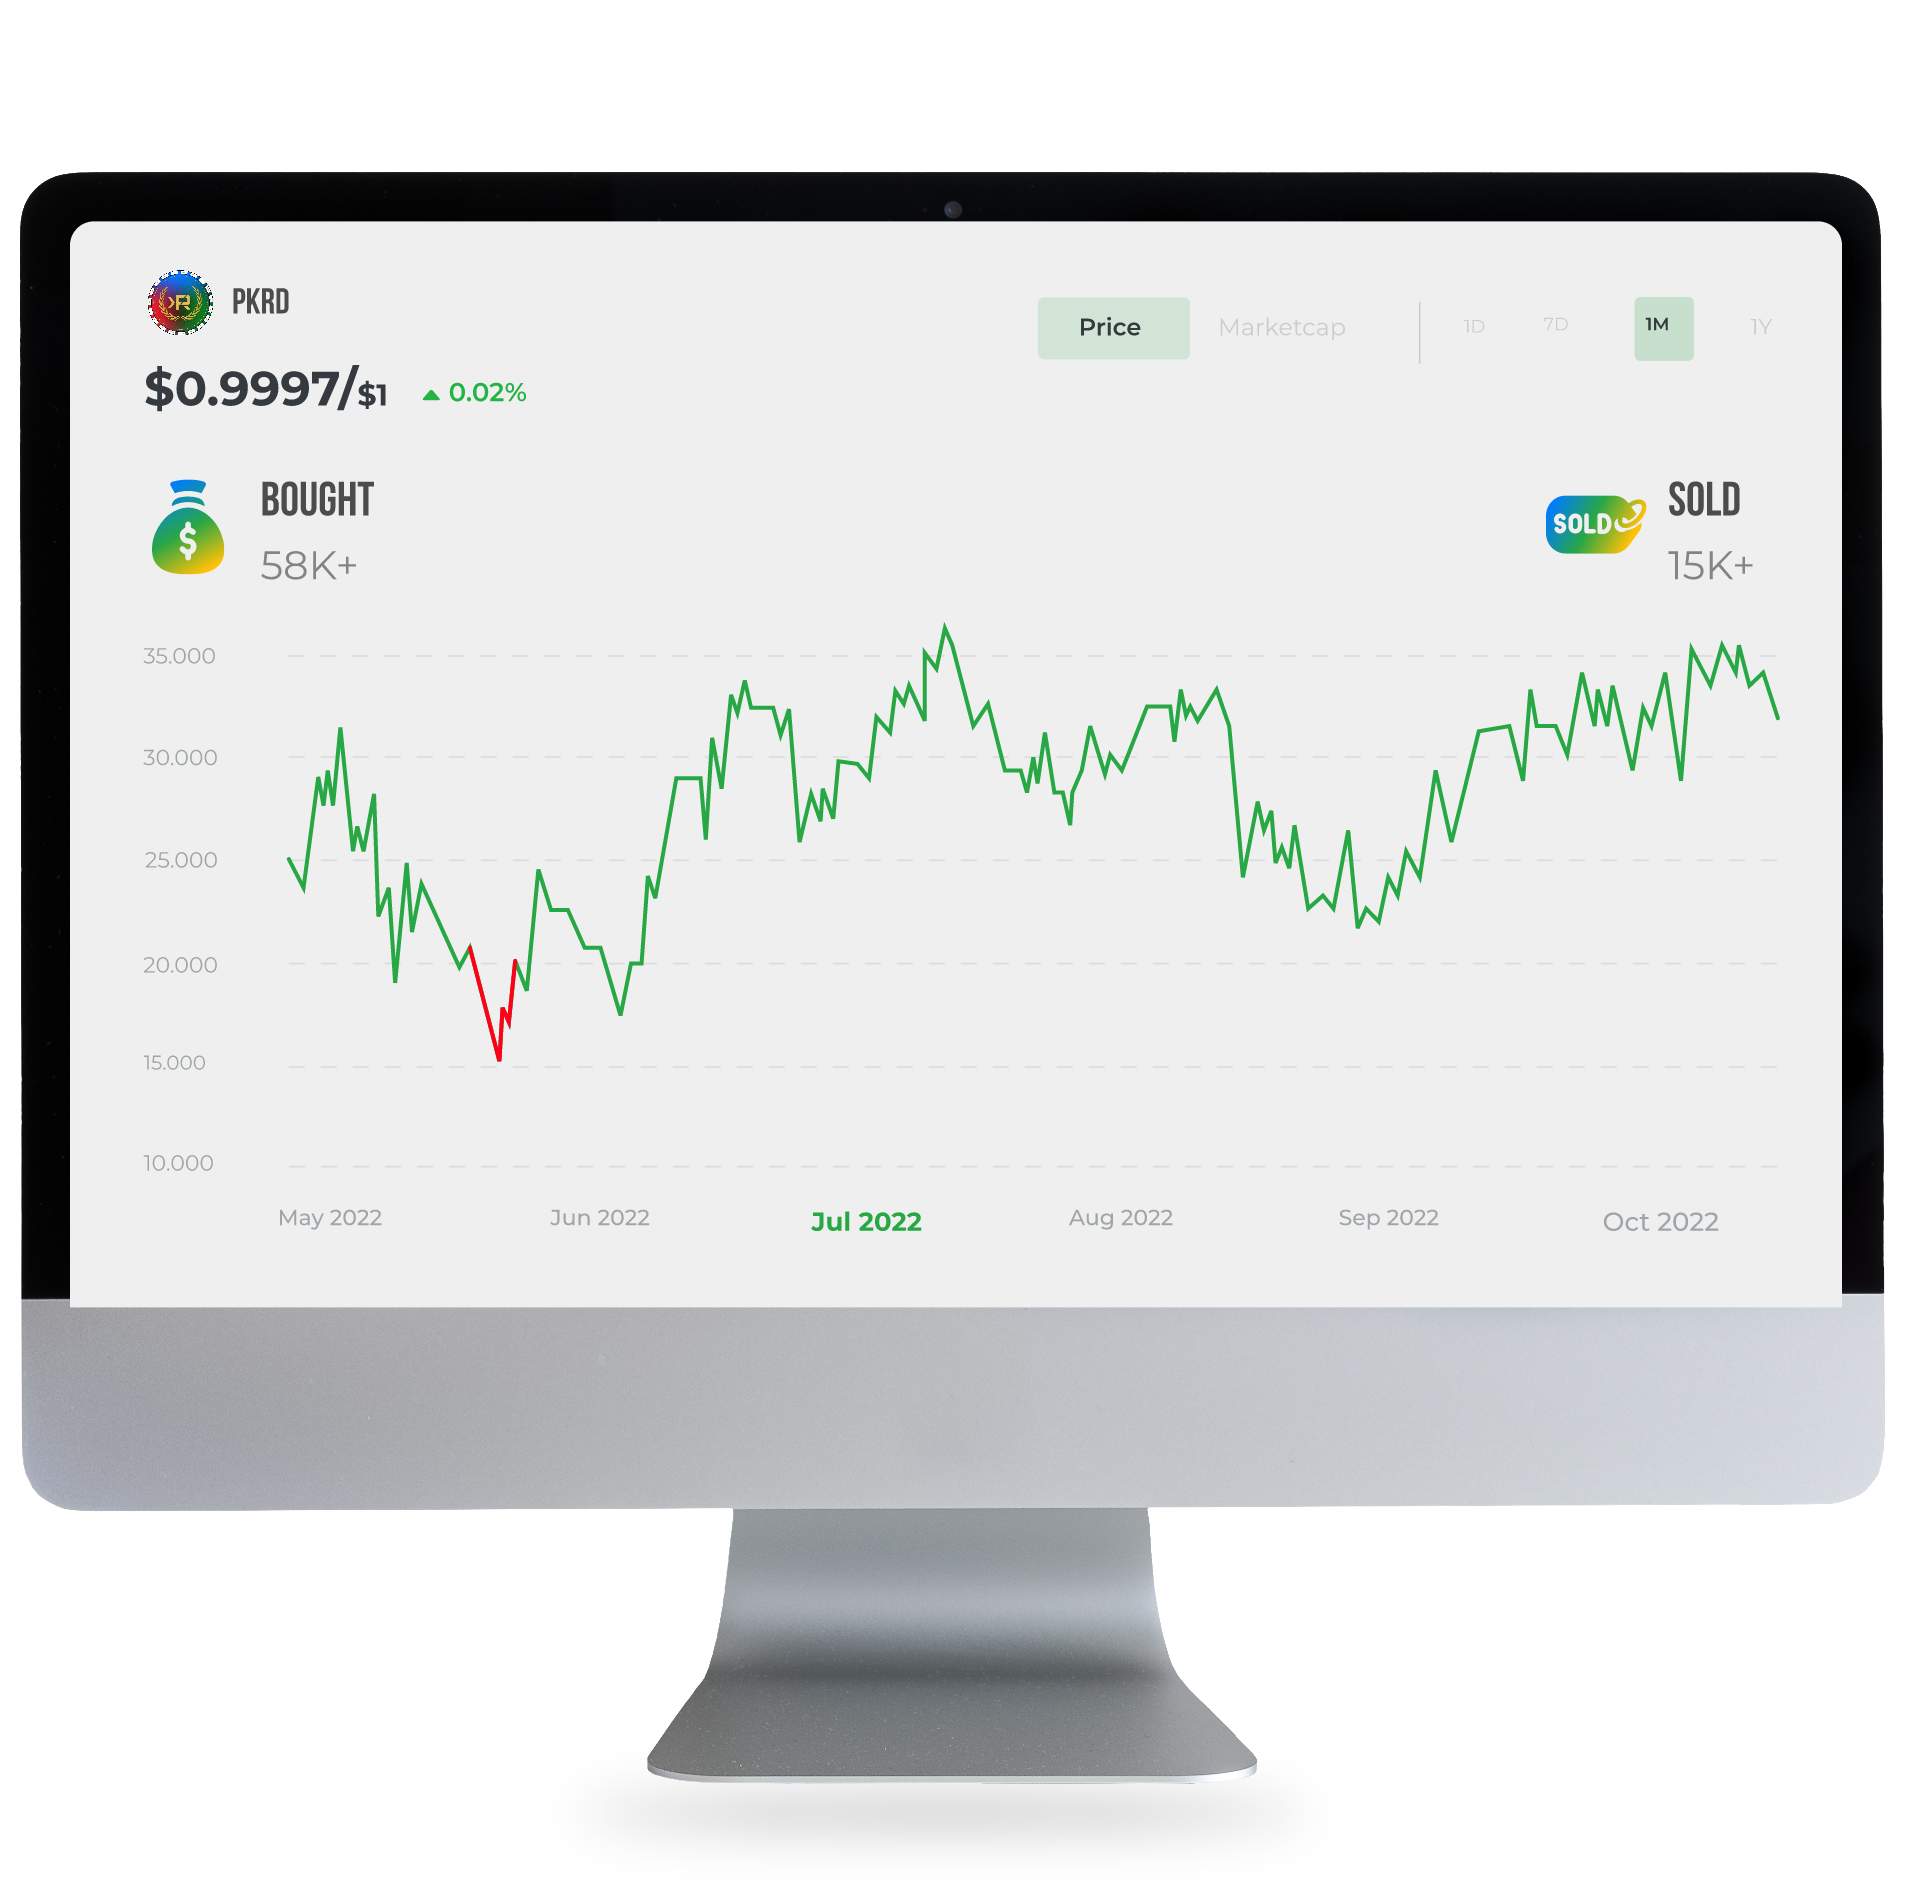 PKRD
$0.9997/$1
0.02%
Price
Marketcap
1D
7D
1M
1Y
BOUGHT
58K+
SOLD
SOLD
15K+
35.000
30.000
25.000
20.000
15.000
10.000
May 2022
Jun 2022
Jul 2022
Aug 2022
Sep 2022
Oct 2022